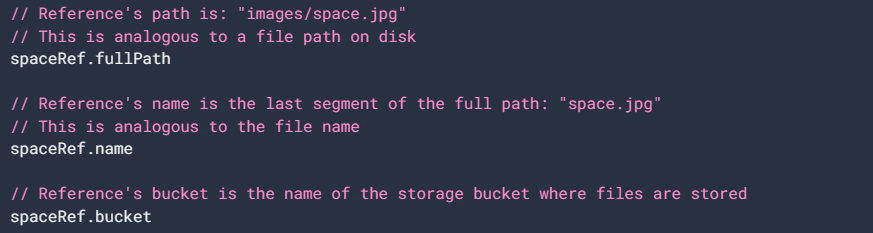 // Reference's path is: "images/space.jpg"
// This is analogous to a file path on disk
spaceRef.fullPath
// Reference's name is the last segment of the full path: "space.jpg"
// This is analogous to the file name
spaceRef.name
// Reference's bucket is the name of the storage bucket where files are stored
spaceRef.bucket